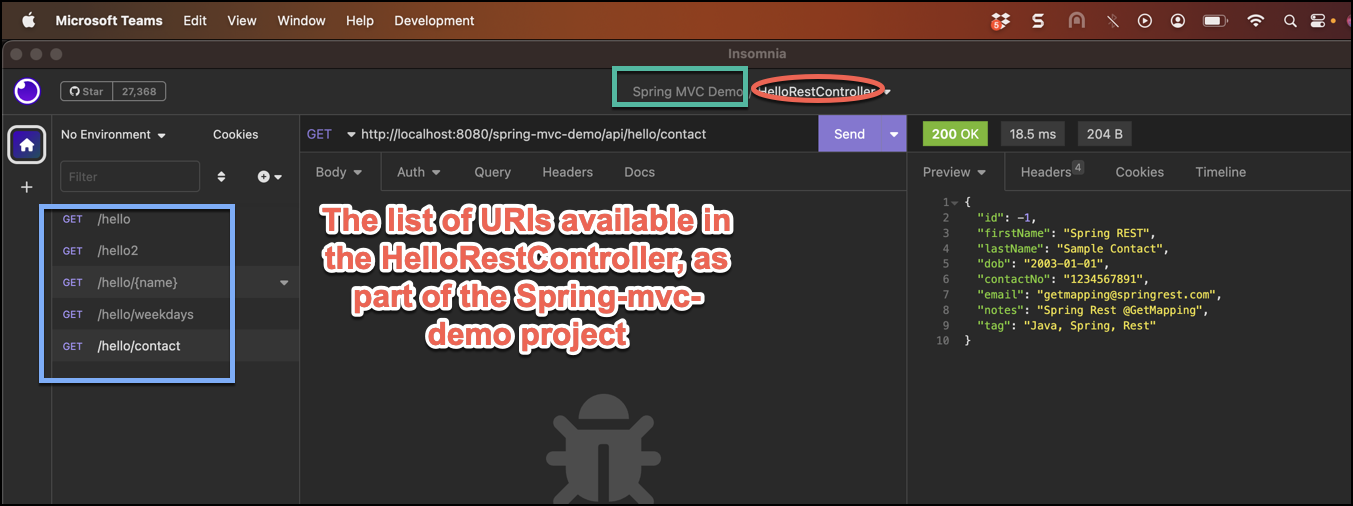 Microsoft Teams Edit View Window Help Development
5
Insomnia
Star 27,368
Spring MVC Demo / HelloRestController
No Environment Cookies
GET http://localhost:8080/spring-mvc-demo/api/hello/contact Send
200 OK 18.5 ms 204 B
Filter
Body Auth Query Headers Docs
Preview Headers 4 Cookies Timeline
GET /hello
GET /hello2
GET /hello/{name}
GET /hello/weekdays
GET /hello/contact
The list of URIs available in
the HelloRestController, as
part of the Spring-mvc-
demo project
1 {
2 "id": -1,
3 "firstName": "Spring REST",
4 "lastName": "Sample Contact",
5 "dob": "2003-01-01",
6 "contactNo": "1234567891",
7 "email": "getmapping@springrest.com",
8 "notes": "Spring Rest @GetMapping",
9 "tag": "Java, Spring, Rest"
10 }